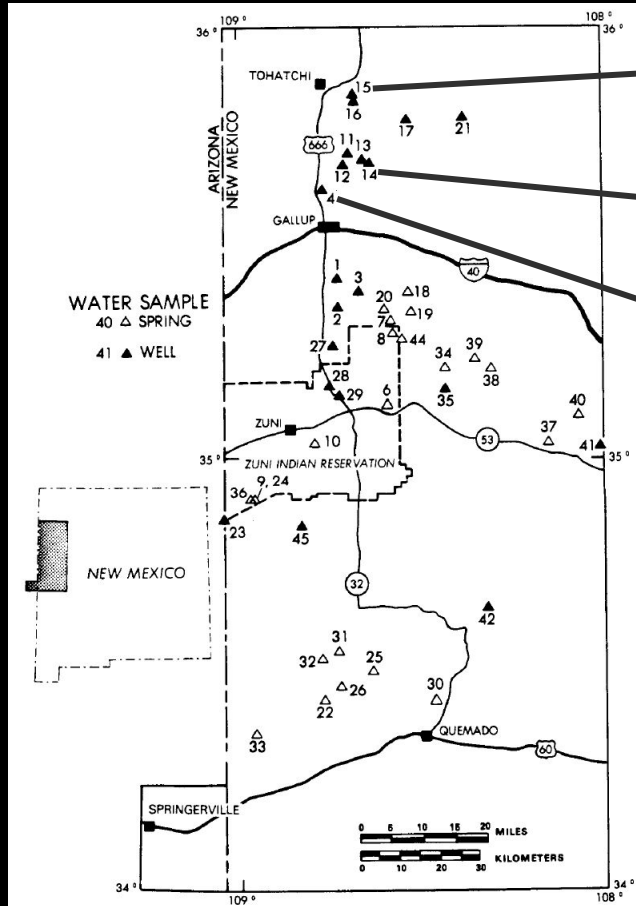 109° 108°
36° 36°
TOHATCHI
15
16
17 21
666
11 13
12 14
ARIZONA
NEW MEXICO
4
GALLUP
40
1
3 18
WATER SAMPLE
20 19
40 △ SPRING
2 7
8 44
41 ▲ WELL
27
39
34
38
28
29 6 35
40
ZUNI
10 37 41
53
35° 35°
ZUNI INDIAN RESERVATION
36 9, 24
23 45
NEW MEXICO
32
42
31
32 25
26 30
22
33
QUEMADO
60
SPRINGERVILLE
0 5 10 15 20 MILES
0 10 20 30 KILOMETERS
34° 34°
109° 108°